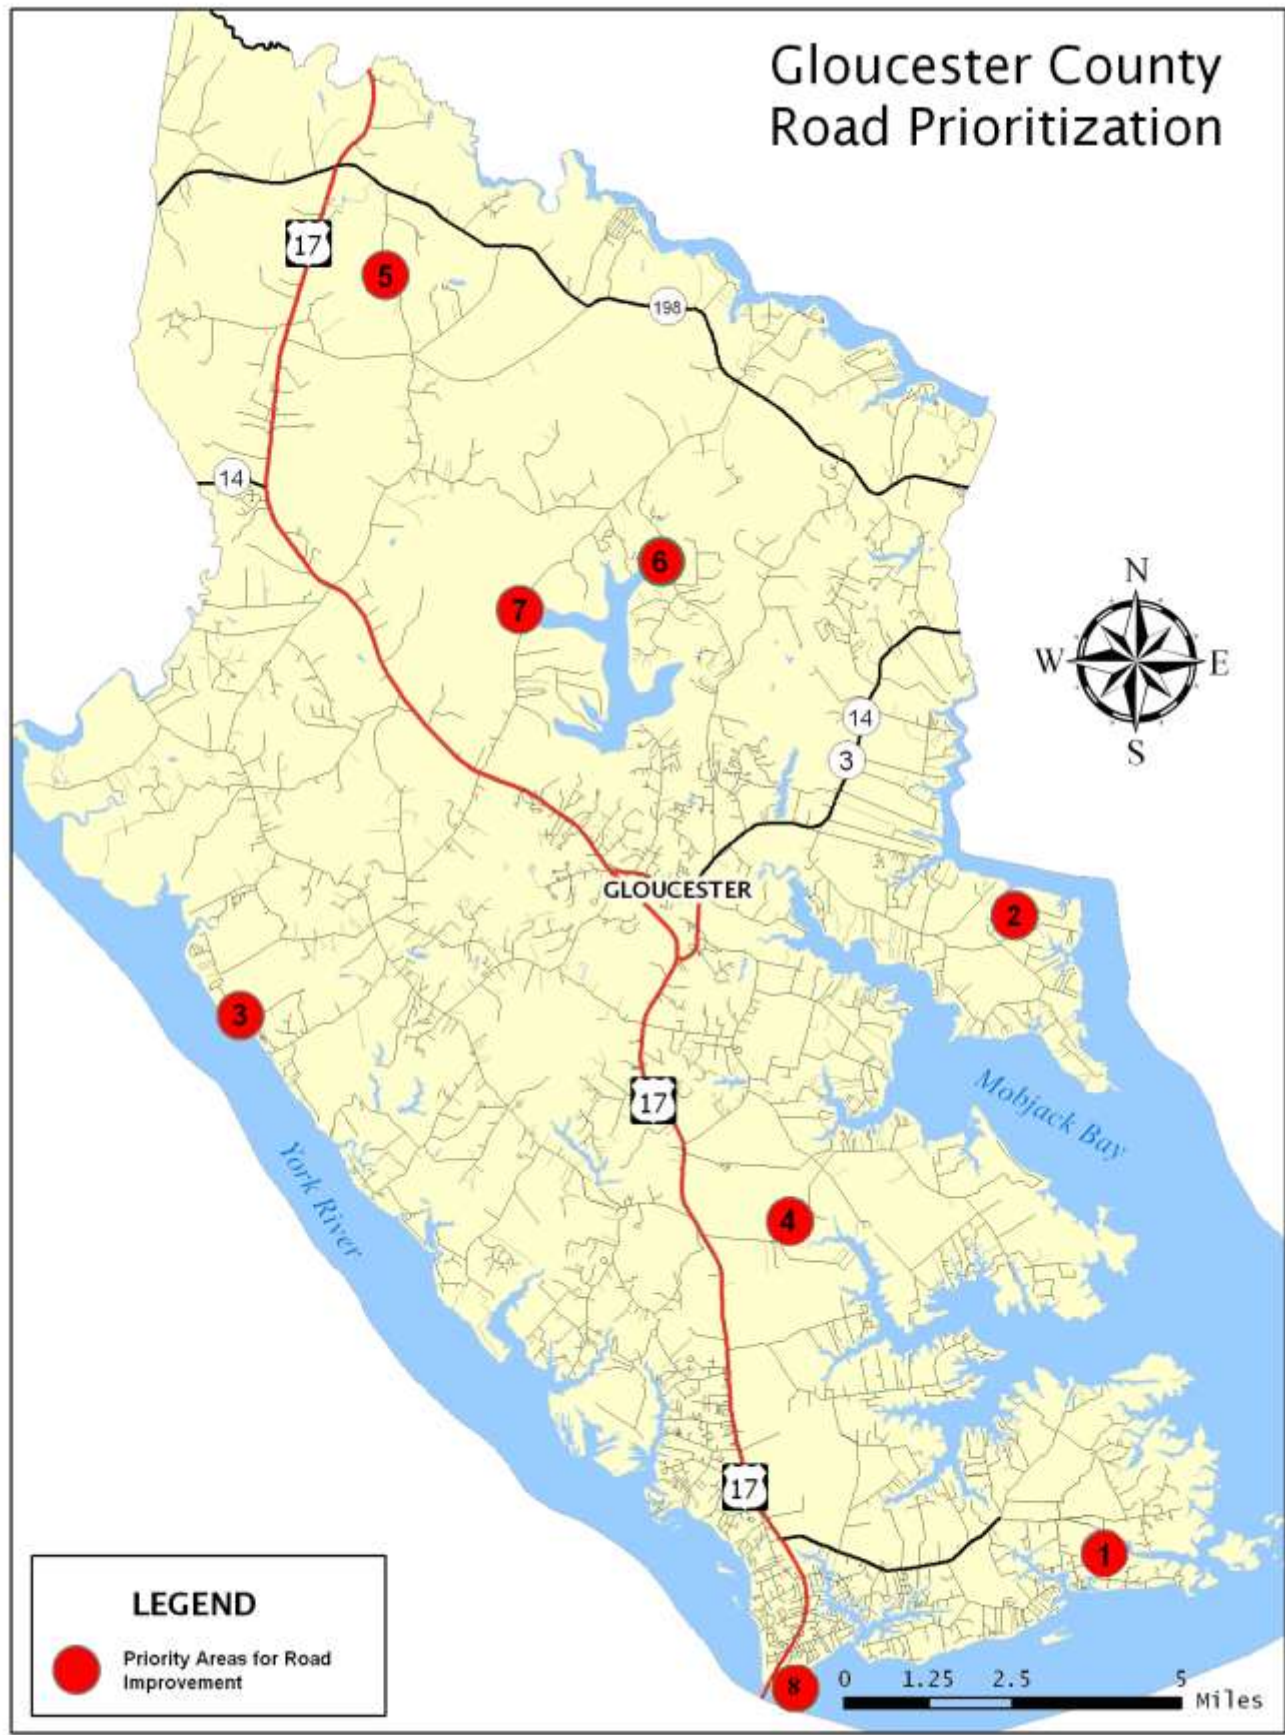 Gloucester County
Road Prioritization
17
5
198
14
6
7
N
W
E
S
14
3
GLOUCESTER
2
3
17
Mobjack Bay
York River
4
17
1
LEGEND
Priority Areas for Road
Improvement
8
0 1.25 2.5 5
Miles